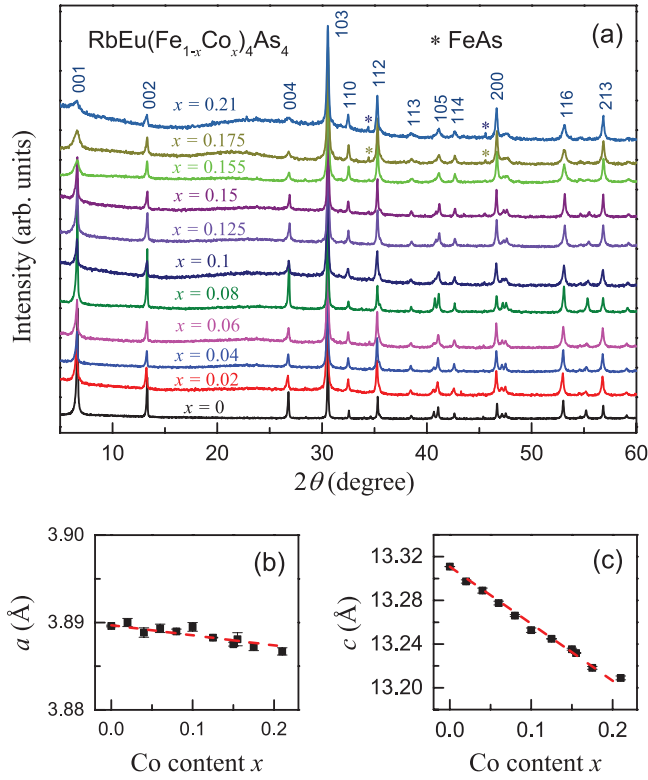 RbEu(Fe1-xCox)4As4
* FeAs
(a)
001
002
004
103
110
112
113
105
114
200
116
213
*
*
*
*
x = 0.21
x = 0.175
x = 0.155
x = 0.15
x = 0.125
x = 0.1
x = 0.08
x = 0.06
x = 0.04
x = 0.02
x = 0
Intensity (arb. units)
10 20 30 40 50 60
2θ (degree)
(b)
3.90
3.89
3.88
a (Å)
0.0 0.1 0.2
Co content x
(c)
13.32
13.28
13.24
13.20
c (Å)
0.0 0.1 0.2
Co content x